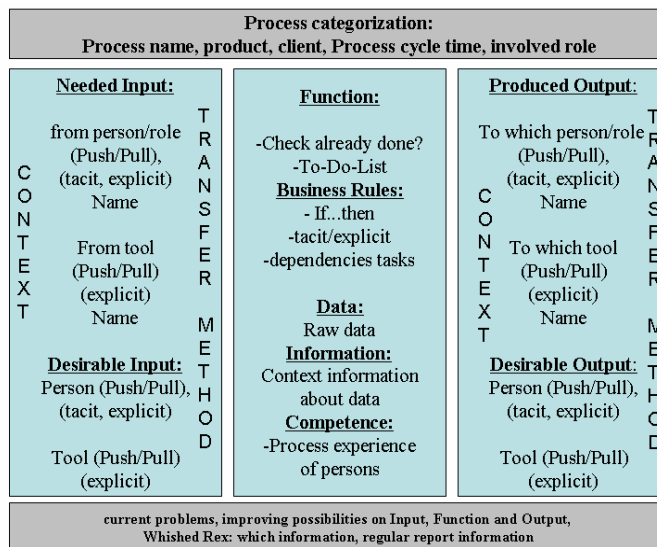 Process categorization:
Process name, product, client, Process cycle time, involved role
Needed Input:
from person/role
(Push/Pull),
(tacit, explicit)
Name
From tool
(Push/Pull)
(explicit)
Name
Desirable Input:
Person (Push/Pull),
(tacit, explicit)
Tool (Push/Pull)
(explicit)
CONTEXT
TRANSFER METHOD
Function:
-Check already done?
-To-Do-List
Business Rules:
- If...then
-tacit/explicit
-dependencies tasks
Data:
Raw data
Information:
Context information
about data
Competence:
-Process experience
of persons
Produced Output:
To which person/role
(Push/Pull)
(tacit, explicit)
Name
To which tool
(Push/Pull)
(explicit)
Name
Desirable Output:
Person (Push/Pull),
(tacit, explicit)
Tool (Push/Pull)
(explicit)
CONTEXT
TRANSFER METHOD
current problems, improving possibilities on Input, Function and Output,
Whished Rex: which information, regular report information